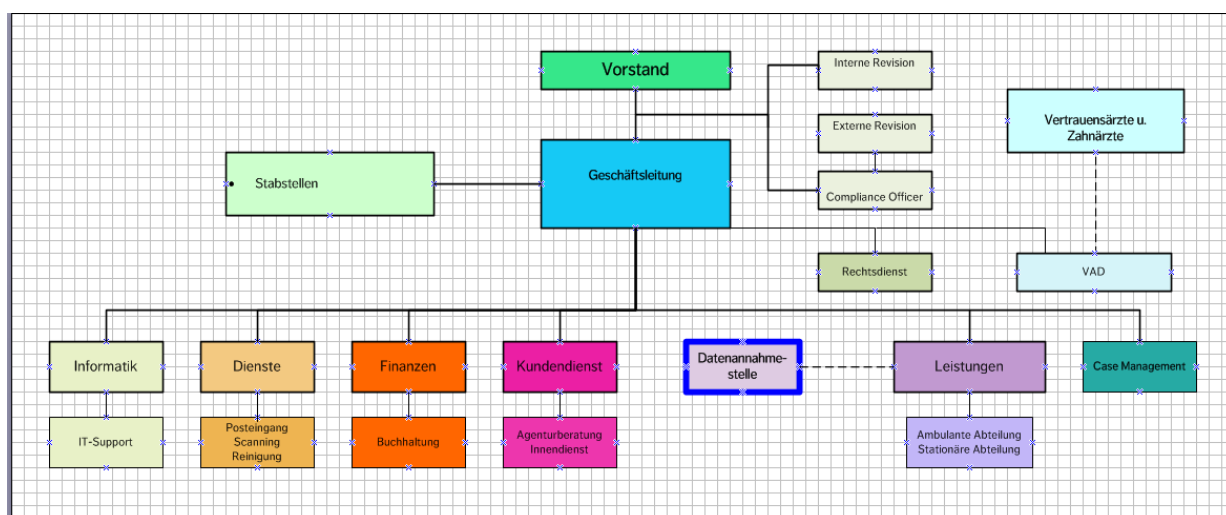 Vorstand
Interne Revision
Externe Revision
Vertrauensärzte u.
Zahnärzte
Stabstellen
Geschäftsleitung
Compliance Officer
Rechtsdienst
VAD
Informatik
Dienste
Finanzen
Kundendienst
Datenannahme-
stelle
Leistungen
Case Management
IT-Support
Posteingang
Scanning
Reinigung
Buchhaltung
Agenturberatung
Innendienst
Ambulante Abteilung
Stationäre Abteilung